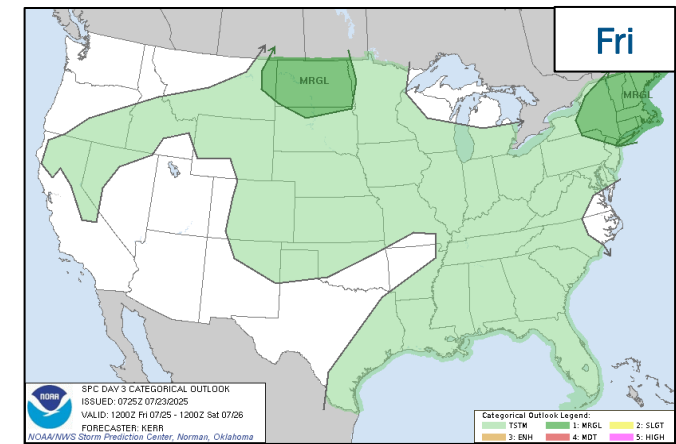 Fri
MRGL
MRGL
NOAA
SPC DAY 3 CATEGORICAL OUTLOOK
ISSUED: 0725Z 07/23/2025
VALID: 1200Z Fri 07/25 - 1200Z Sat 07/26
FORECASTER: KERR
NOAA/NWS Storm Prediction Center, Norman, Oklahoma
Categorical Outlook Legend:
TSTM 1: MRGL 2: SLGT
3: ENH 4: MDT 5: HIGH